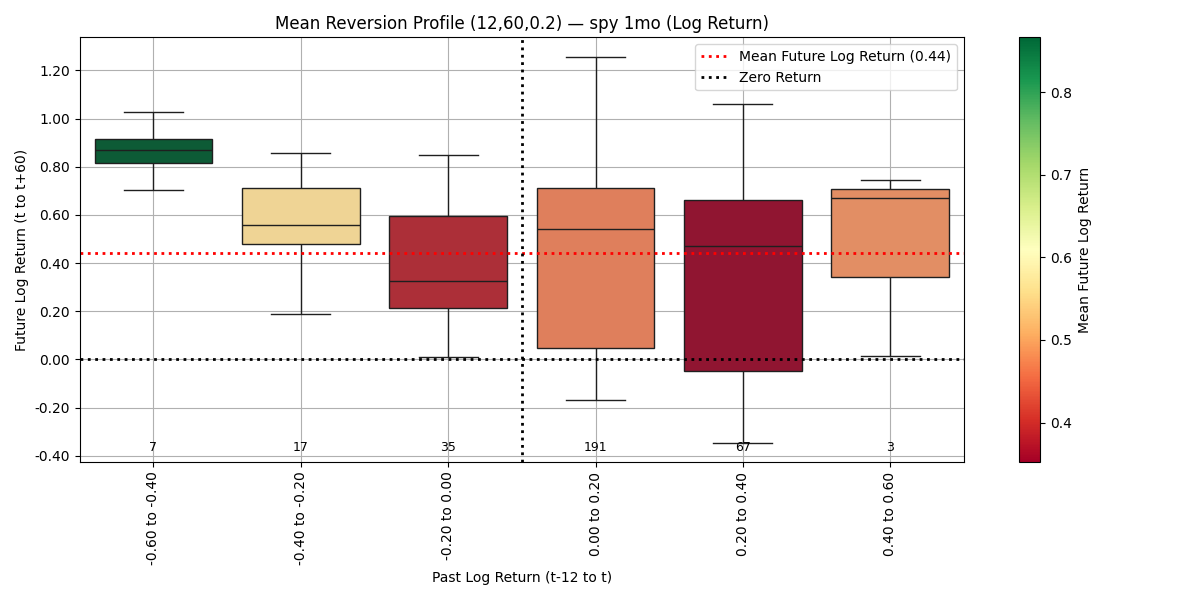 Mean Reversion Profile (12,60,0.2) — spy 1mo (Log Return)
Mean Future Log Return (0.44)
Zero Return
Future Log Return (t to t+60)
1.20
1.00
0.80
0.60
0.40
0.20
0.00
-0.20
-0.40
7 17 35 191 67 3
-0.60 to -0.40
-0.40 to -0.20
-0.20 to 0.00
0.00 to 0.20
0.20 to 0.40
0.40 to 0.60
Past Log Return (t-12 to t)
0.8
0.7
0.6
0.5
0.4
Mean Future Log Return